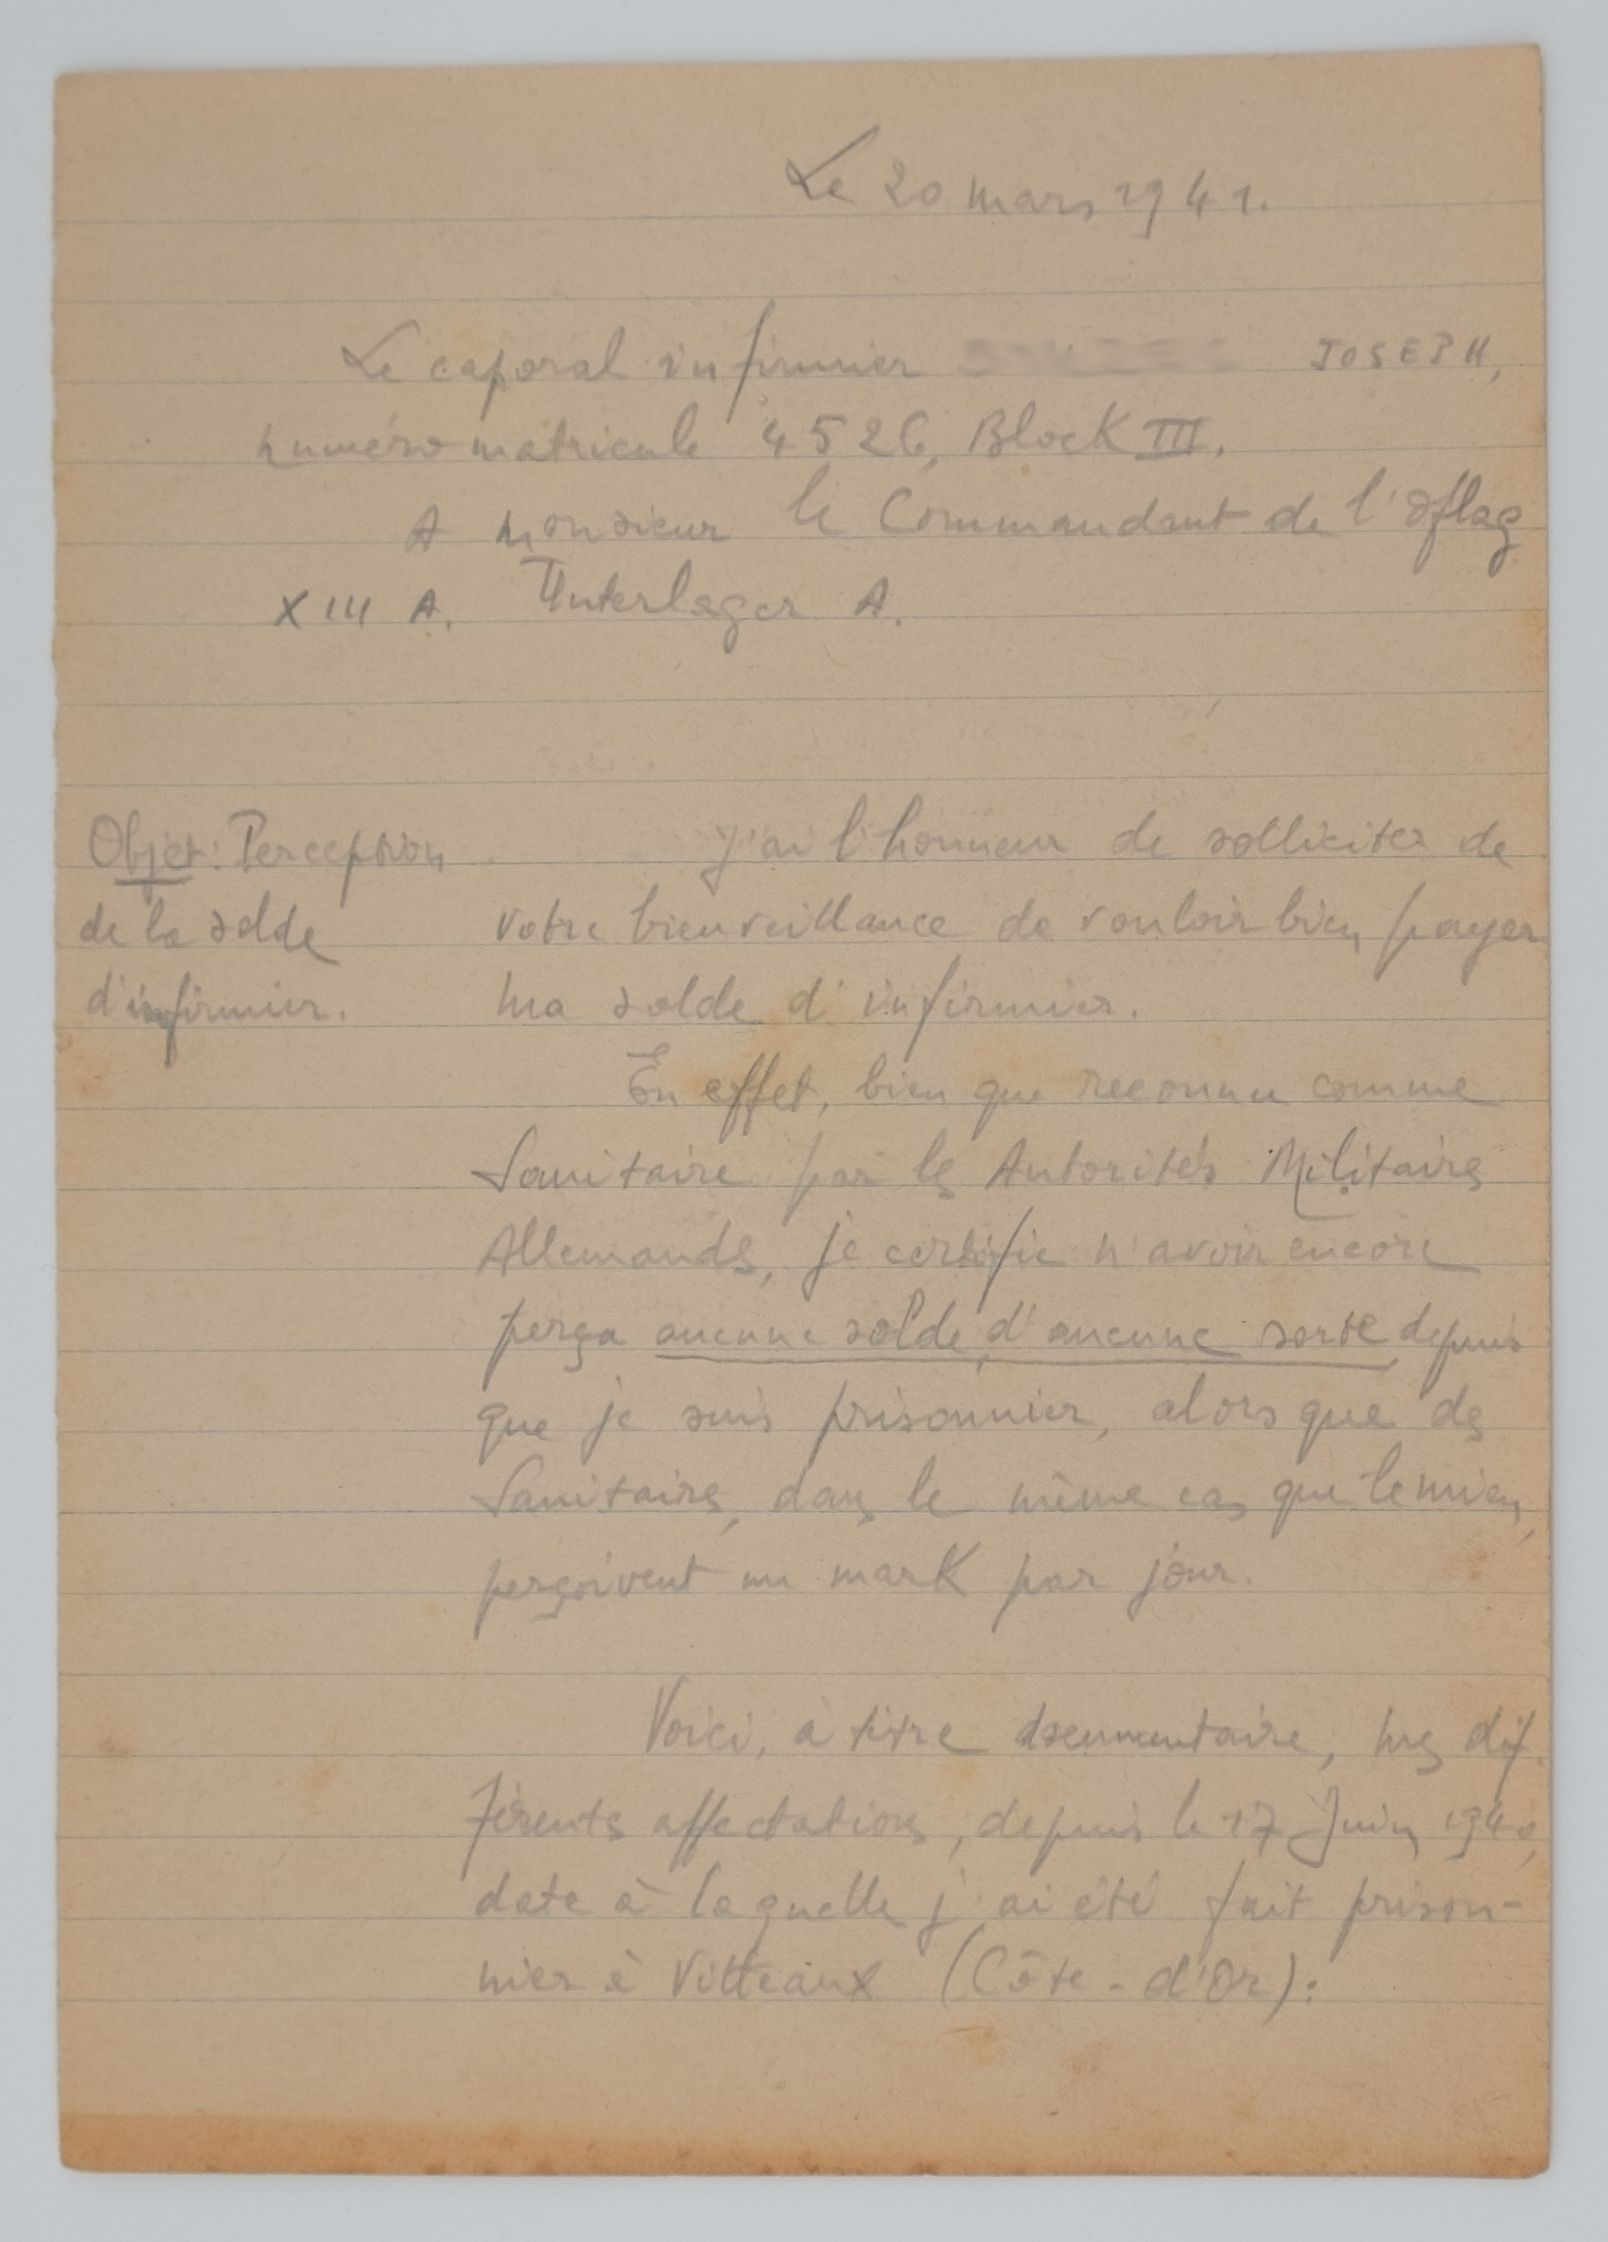 Le 20 mars 1941.
Le caporal infirmier JOSEPH,
numéro matricule 4526, Block III.
A monsieur le Commandant de l'Oflag
XIII A. Unterlager A.
Objet: Perception
de la solde
d'infirmier.
J'ai l'honneur de solliciter de
votre bienveillance de vouloir bien payer
ma solde d'infirmier.
En effet, bien que reconnu comme
Sanitaire par les Autorités Militaires
Allemandes, je certifie n'avoir encore
perçu aucune solde, d'aucune sorte, depuis
que je suis prisonnier, alors que des
Sanitaires, dans le même cas que le mien,
perçoivent un mark par jour.
Voici, à titre documentaire, mes dif.
férents affectations, depuis le 17 Juin 1940,
date à laquelle j'ai été fait prison-
nier à Vitteaux (Côte-d'Or):